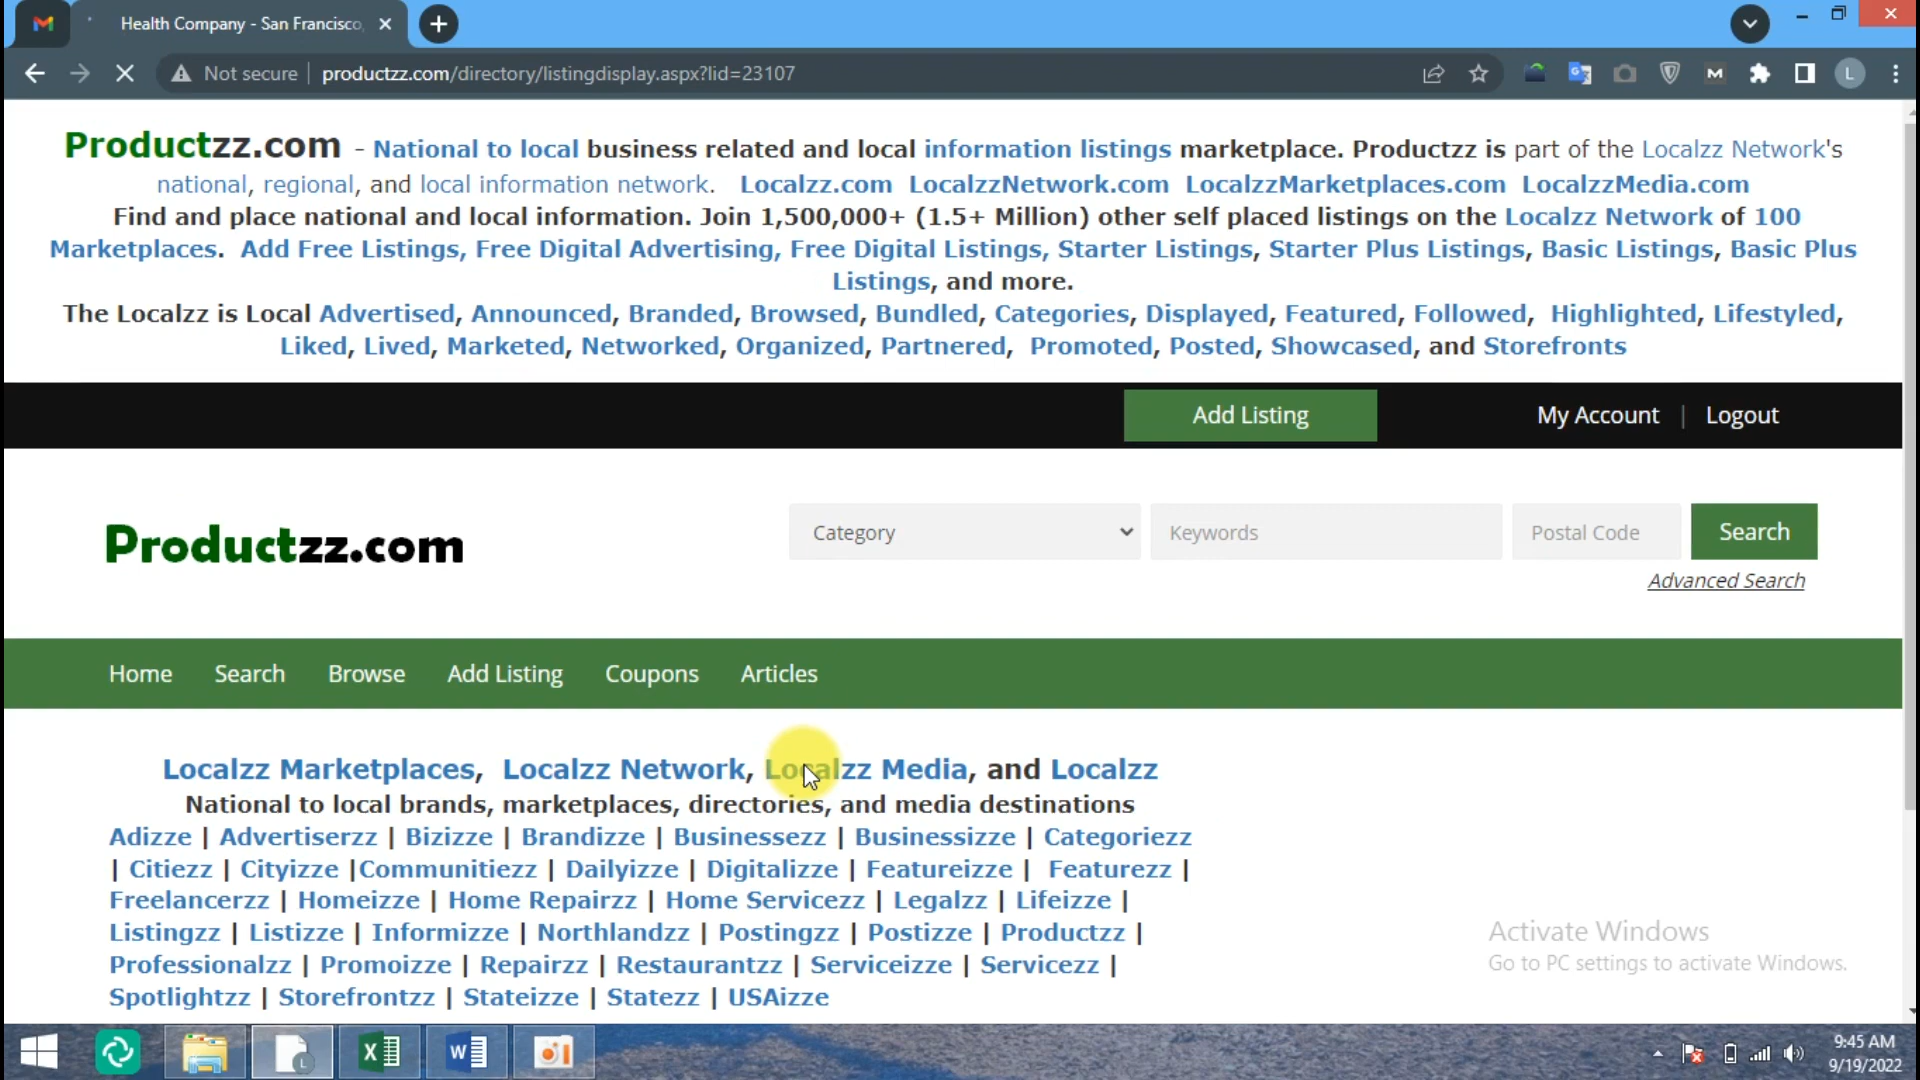 Health Company - San Francisco,
Not secure productzz.com/directory/listingdisplay.aspx?lid=23107
Productzz.com - National to local business related and local information listings marketplace. Productzz is part of the Localzz Network's
national, regional, and local information network. Localzz.com LocalzzNetwork.com LocalzzMarketplaces.com LocalzzMedia.com
Find and place national and local information. Join 1,500,000+ (1.5+ Million) other self placed listings on the Localzz Network of 100
Marketplaces. Add Free Listings, Free Digital Advertising, Free Digital Listings, Starter Listings, Starter Plus Listings, Basic Listings, Basic Plus
Listings, and more.
The Localzz is Local Advertised, Announced, Branded, Browsed, Bundled, Categories, Displayed, Featured, Followed, Highlighted, Lifestyled,
Liked, Lived, Marketed, Networked, Organized, Partnered, Promoted, Posted, Showcased, and Storefronts
Add Listing My Account | Logout
Productzz.com Category Keywords Postal Code Search
Advanced Search
Home Search Browse Add Listing Coupons Articles
Localzz Marketplaces, Localzz Network, Localzz Media, and Localzz
National to local brands, marketplaces, directories, and media destinations
Adizze | Advertiserzz | Bizizze | Brandizze | Businessezz | Businessizze | Categoriezz
| Citiezz | Cityizze |Communitiezz | Dailyizze | Digitalizze | Featureizze | Featurezz |
Freelancerzz | Homeizze | Home Repairzz | Home Servicezz | Legalzz | Lifeizze |
Listingzz | Listizze | Informizze | Northlandzz | Postingzz | Postizze | Productzz |
Professionalzz | Promoizze | Repairzz | Restaurantzz | Serviceizze | Servicezz |
Spotlightzz | Storefrontzz | Stateizze | Statezz | USAizze
Activate Windows
Go to PC settings to activate Windows.
9:45 AM
9/19/2022